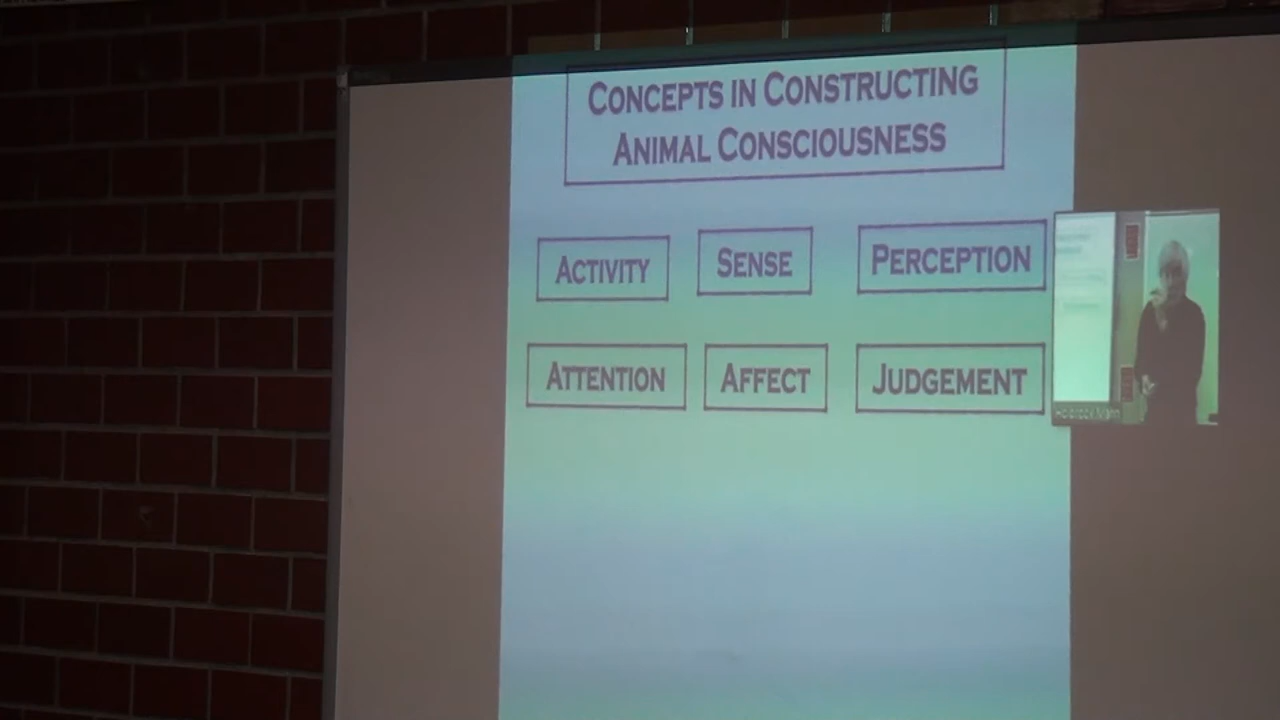 CONCEPTS IN CONSTRUCTING
ANIMAL CONSCIOUSNESS
ACTIVITY
SENSE
PERCEPTION
ATTENTION
AFFECT
JUDGEMENT